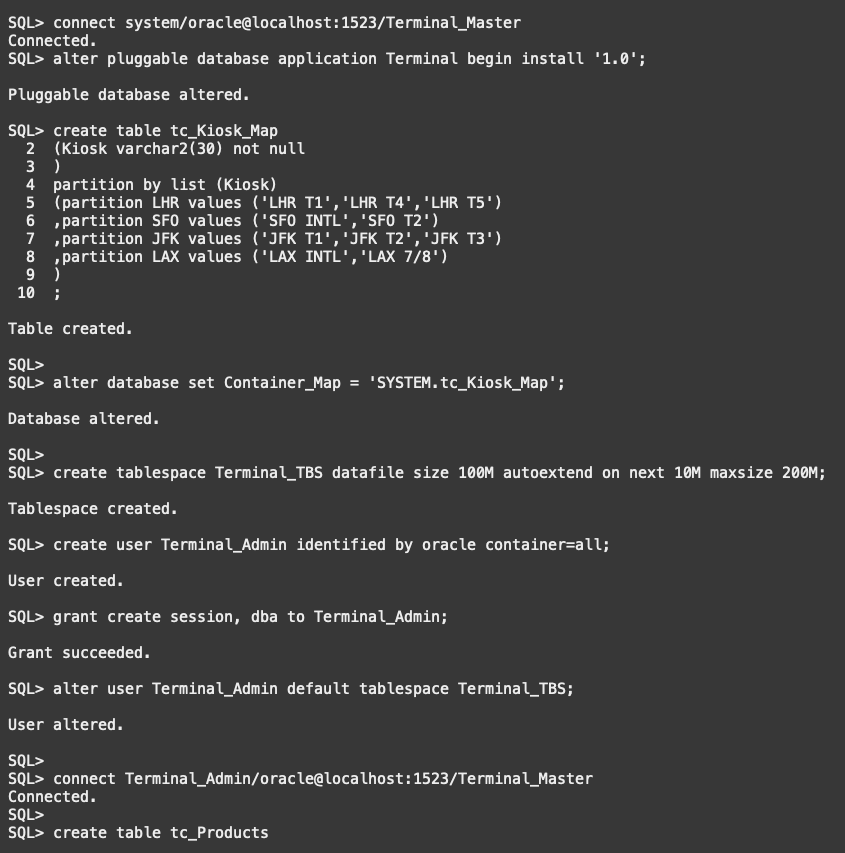 SQL> connect system/oracle@localhost:1523/Terminal_Master
Connected.
SQL> alter pluggable database application Terminal begin install '1.0';
Pluggable database altered.
SQL> create table tc_Kiosk_Map
  2  (Kiosk varchar2(30) not null
  3  )
  4  partition by list (Kiosk)
  5  (partition LHR values ('LHR T1','LHR T4','LHR T5')
  6  ,partition SFO values ('SFO INTL','SFO T2')
  7  ,partition JFK values ('JFK T1','JFK T2','JFK T3')
  8  ,partition LAX values ('LAX INTL','LAX 7/8')
  9  )
 10  ;
Table created.
SQL>
SQL> alter database set Container_Map = 'SYSTEM.tc_Kiosk_Map';
Database altered.
SQL>
SQL> create tablespace Terminal_TBS datafile size 100M autoextend on next 10M maxsize 200M;
Tablespace created.
SQL> create user Terminal_Admin identified by oracle container=all;
User created.
SQL> grant create session, dba to Terminal_Admin;
Grant succeeded.
SQL> alter user Terminal_Admin default tablespace Terminal_TBS;
User altered.
SQL>
SQL> connect Terminal_Admin/oracle@localhost:1523/Terminal_Master
Connected.
SQL>
SQL> create table tc_Products